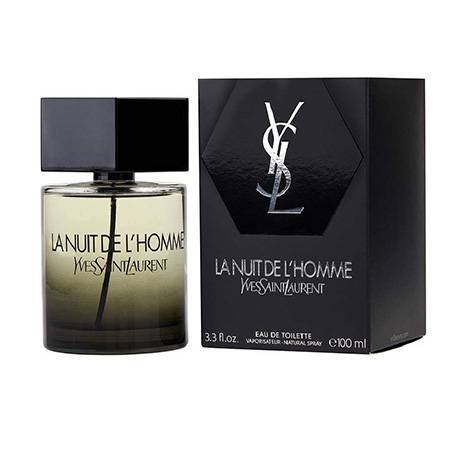 LA NUIT DE L'HOMME
YVESSAINTLAURENT
YSL
LA NUIT DE L'HOMME
YVESSAINTLAURENT
3.3 fl.oz.
EAU DE TOILETTE
VAPORISATEUR - NATURAL SPRAY
℮100 ml